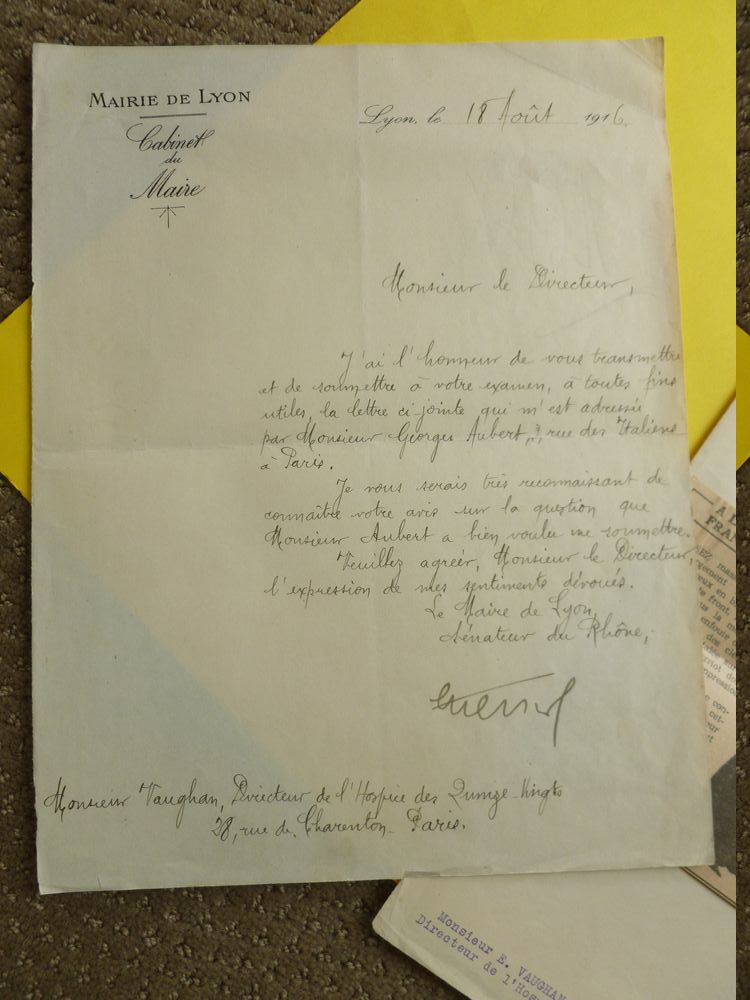 MAIRIE DE LYON
Cabinet
du
Maire
Lyon, le 18 Août 1916.
Monsieur le Directeur,
J'ai l'honneur de vous transmettre
et de soumettre à votre examen, à toutes fins
utiles, la lettre ci-jointe qui m'est adressée
par Monsieur Georges Aubert, rue des Italiens
à Paris.
Je vous serais très reconnaissant de
connaître votre avis sur la question que
Monsieur Aubert a bien voulu me soumettre.
Veuillez agréer, Monsieur le Directeur,
l'expression de mes sentiments dévoués.
Le Maire de Lyon,
Sénateur du Rhône,
Monsieur Vaughan, Directeur de l'Hospice des Quinze-Vingts
28, rue de Charenton - Paris.
Monsieur E. VAUGHAN
Directeur de l'Hos